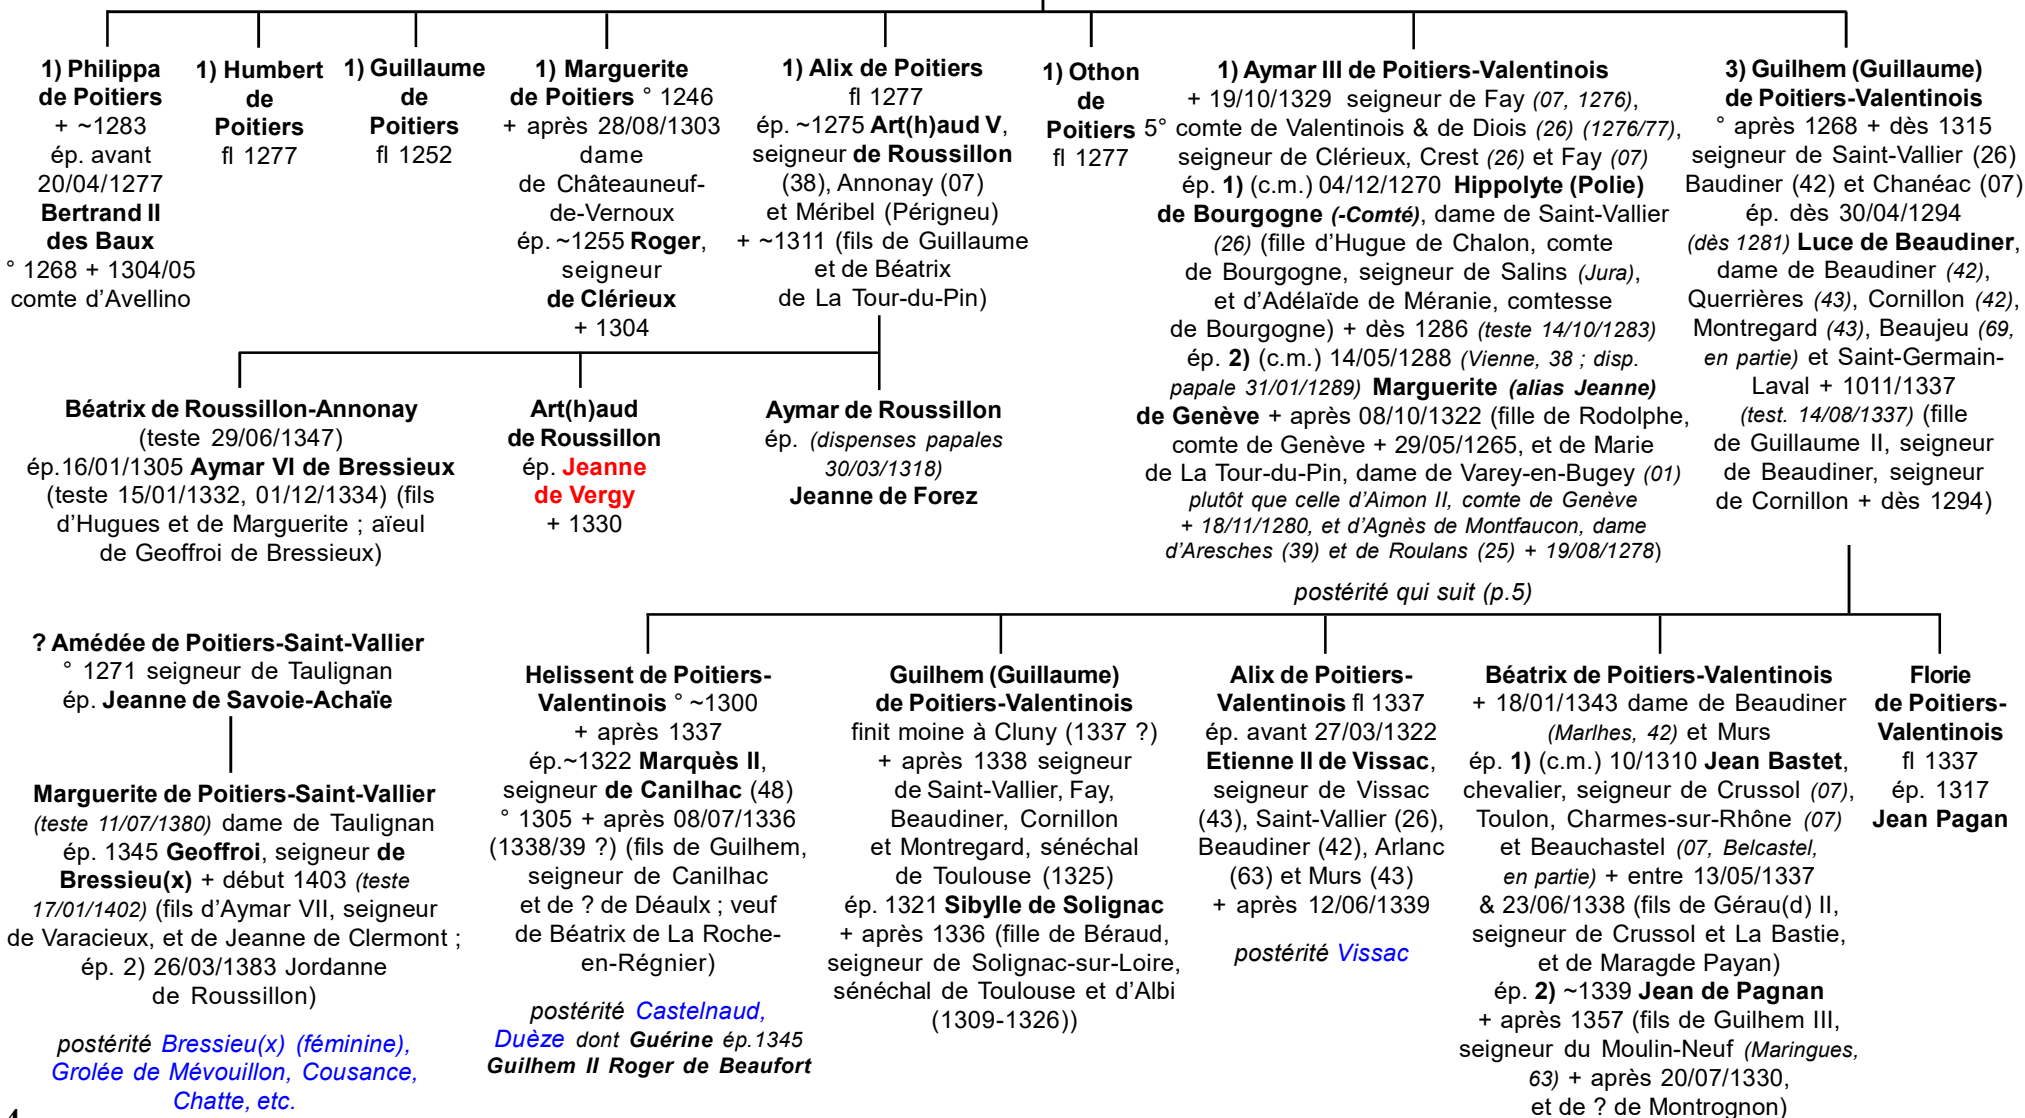 1) Philippa
de Poitiers
+ ~1283
ép. avant
20/04/1277
Bertrand II
des Baux
° 1268 + 1304/05
comte d’Avellino
1) Humbert
de
Poitiers
fl 1277
1) Guillaume
de
Poitiers
fl 1252
1) Marguerite
de Poitiers ° 1246
+ après 28/08/1303
dame
de Châteauneuf-
de-Vernoux
ép. ~1255 Roger,
seigneur
de Clérieux
+ 1304
1) Alix de Poitiers
fl 1277
ép. ~1275 Art(h)aud V,
seigneur de Roussillon
(38), Annonay (07)
et Méribel (Périgneu)
+ ~1311 (fils de Guillaume
et de Béatrix
de La Tour-du-Pin)
1) Othon
de
Poitiers
fl 1277
1) Aymar III de Poitiers-Valentinois
+ 19/10/1329 seigneur de Fay (07, 1276),
5° comte de Valentinois & de Diois (26) (1276/77),
seigneur de Clérieux, Crest (26) et Fay (07)
ép. 1) (c.m.) 04/12/1270 Hippolyte (Polie)
de Bourgogne (-Comté), dame de Saint-Vallier
(26) (fille d’Hugue de Chalon, comte
de Bourgogne, seigneur de Salins (Jura),
et d’Adélaïde de Méranie, comtesse
de Bourgogne) + dès 1286 (teste 14/10/1283)
ép. 2) (c.m.) 14/05/1288 (Vienne, 38 ; disp.
papale 31/01/1289) Marguerite (alias Jeanne)
de Genève + après 08/10/1322 (fille de Rodolphe,
comte de Genève + 29/05/1265, et de Marie
de La Tour-du-Pin, dame de Varey-en-Bugey (01)
plutôt que celle d’Aimon II, comte de Genève
+ 18/11/1280, et d’Agnès de Montfaucon, dame
d’Aresches (39) et de Roulans (25) + 19/08/1278)
postérité qui suit (p.5)
3) Guilhem (Guillaume)
de Poitiers-Valentinois
° après 1268 + dès 1315
seigneur de Saint-Vallier (26)
Baudiner (42) et Chanéac (07)
ép. dès 30/04/1294
(dès 1281) Luce de Beaudiner,
dame de Beaudiner (42),
Querrières (43), Cornillon (42),
Montregard (43), Beaujeu (69,
en partie) et Saint-Germain-
Laval + 1011/1337
(test. 14/08/1337) (fille
de Guillaume II, seigneur
de Beaudiner, seigneur
de Cornillon + dès 1294)
Béatrix de Roussillon-Annonay
(teste 29/06/1347)
ép.16/01/1305 Aymar VI de Bressieux
(teste 15/01/1332, 01/12/1334) (fils
d’Hugues et de Marguerite ; aïeul
de Geoffroi de Bressieux)
Art(h)aud
de Roussillon
ép. Jeanne
de Vergy
+ 1330
Aymar de Roussillon
ép. (dispenses papales
30/03/1318)
Jeanne de Forez
? Amédée de Poitiers-Saint-Vallier
° 1271 seigneur de Taulignan
ép. Jeanne de Savoie-Achaïe
Marguerite de Poitiers-Saint-Vallier
(teste 11/07/1380) dame de Taulignan
ép. 1345 Geoffroi, seigneur de
Bressieu(x) + début 1403 (teste
17/01/1402) (fils d’Aymar VII, seigneur
de Varacieux, et de Jeanne de Clermont ;
ép. 2) 26/03/1383 Jordanne
de Roussillon)
postérité Bressieu(x) (féminine),
Grolée de Mévouillon, Cousance,
Chatte, etc.
Helissent de Poitiers-
Valentinois ° ~1300
+ après 1337
ép.~1322 Marquès II,
seigneur de Canilhac (48)
° 1305 + après 08/07/1336
(1338/39 ?) (fils de Guilhem,
seigneur de Canilhac
et de ? de Déaulx ; veuf
de Béatrix de La Roche-
en-Régnier)
postérité Castelnaud,
Duèze dont Guérine ép.1345
Guilhem II Roger de Beaufort
Guilhem (Guillaume)
de Poitiers-Valentinois
finit moine à Cluny (1337 ?)
+ après 1338 seigneur
de Saint-Vallier, Fay,
Beaudiner, Cornillon
et Montregard, sénéchal
de Toulouse (1325)
ép. 1321 Sibylle de Solignac
+ après 1336 (fille de Béraud,
seigneur de Solignac-sur-Loire,
sénéchal de Toulouse et d’Albi
(1309-1326))
Alix de Poitiers-
Valentinois fl 1337
ép. avant 27/03/1322
Etienne II de Vissac,
seigneur de Vissac
(43), Saint-Vallier (26),
Beaudiner (42), Arlanc
(63) et Murs (43)
+ après 12/06/1339
postérité Vissac
Béatrix de Poitiers-Valentinois
+ 18/01/1343 dame de Beaudiner
(Marlhes, 42) et Murs
ép. 1) (c.m.) 10/1310 Jean Bastet,
chevalier, seigneur de Crussol (07),
Toulon, Charmes-sur-Rhône (07)
et Beauchastel (07, Belcastel,
en partie) + entre 13/05/1337
& 23/06/1338 (fils de Gérau(d) II,
seigneur de Crussol et La Bastie,
et de Maragde Payan)
ép. 2) ~1339 Jean de Pagnan
+ après 1357 (fils de Guilhem III,
seigneur du Moulin-Neuf (Maringues,
63) + après 20/07/1330,
et de ? de Montrognon)
Florie
de Poitiers-
Valentinois
fl 1337
ép. 1317
Jean Pagan
4